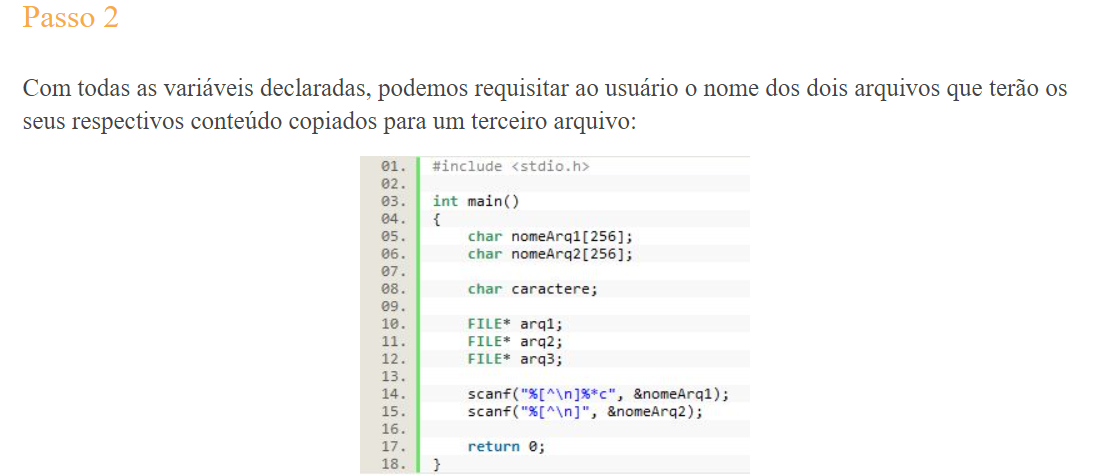 Passo 2
Com todas as variáveis declaradas, podemos requisitar ao usuário o nome dos dois arquivos que terão os
seus respectivos conteúdo copiados para um terceiro arquivo:
01. #include <stdio.h>
02.
03. int main()
04. {
05.     char nomeArq1[256];
06.     char nomeArq2[256];
07.
08.     char caractere;
09.
10.     FILE* arq1;
11.     FILE* arq2;
12.     FILE* arq3;
13.
14.     scanf("%[^\n]%*c", &nomeArq1);
15.     scanf("%[^\n]", &nomeArq2);
16.
17.     return 0;
18. }